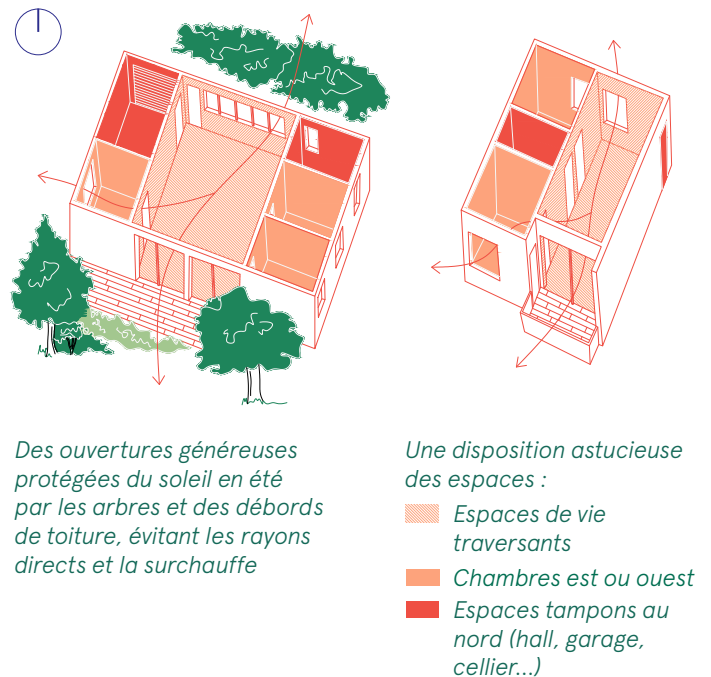 Des ouvertures généreuses
protégées du soleil en été
par les arbres et des débords
de toiture, évitant les rayons
directs et la surchauffe
Une disposition astucieuse
des espaces :
Espaces de vie
traversants
Chambres est ou ouest
Espaces tampons au
nord (hall, garage,
cellier...)